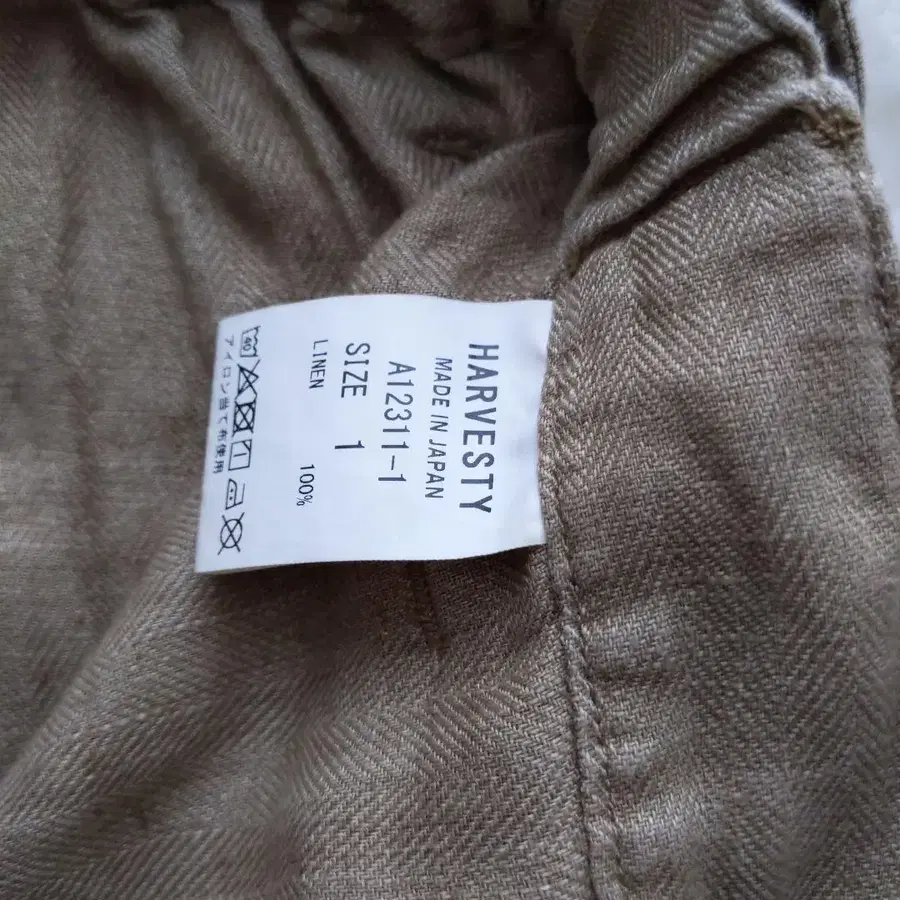 HARVESTY
MADE IN JAPAN
A12311-1
SIZE 1
LINEN 100%
40
アイロン当て布使用